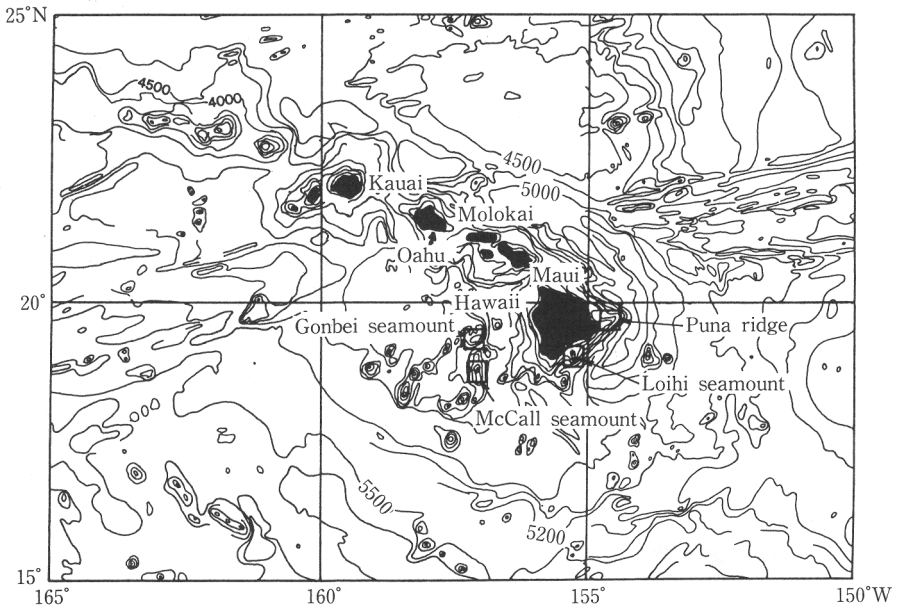 25°N
4500
4000
4500
5000
Kauai
Molokai
Oahu
Maui
20°
Hawaii
Gonbei seamount
Puna ridge
Loihi seamount
McCall seamount
5500
5200
15°
165° 160° 155° 150°W